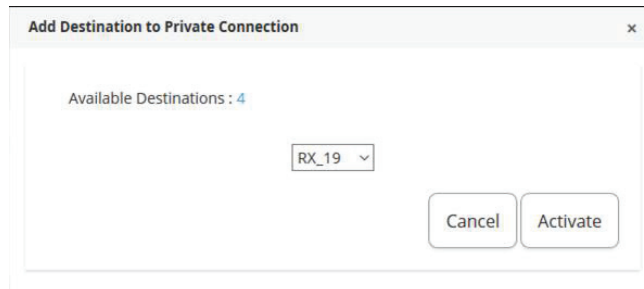 Add Destination to Private Connection ×
Available Destinations : 4
RX_19
Cancel Activate